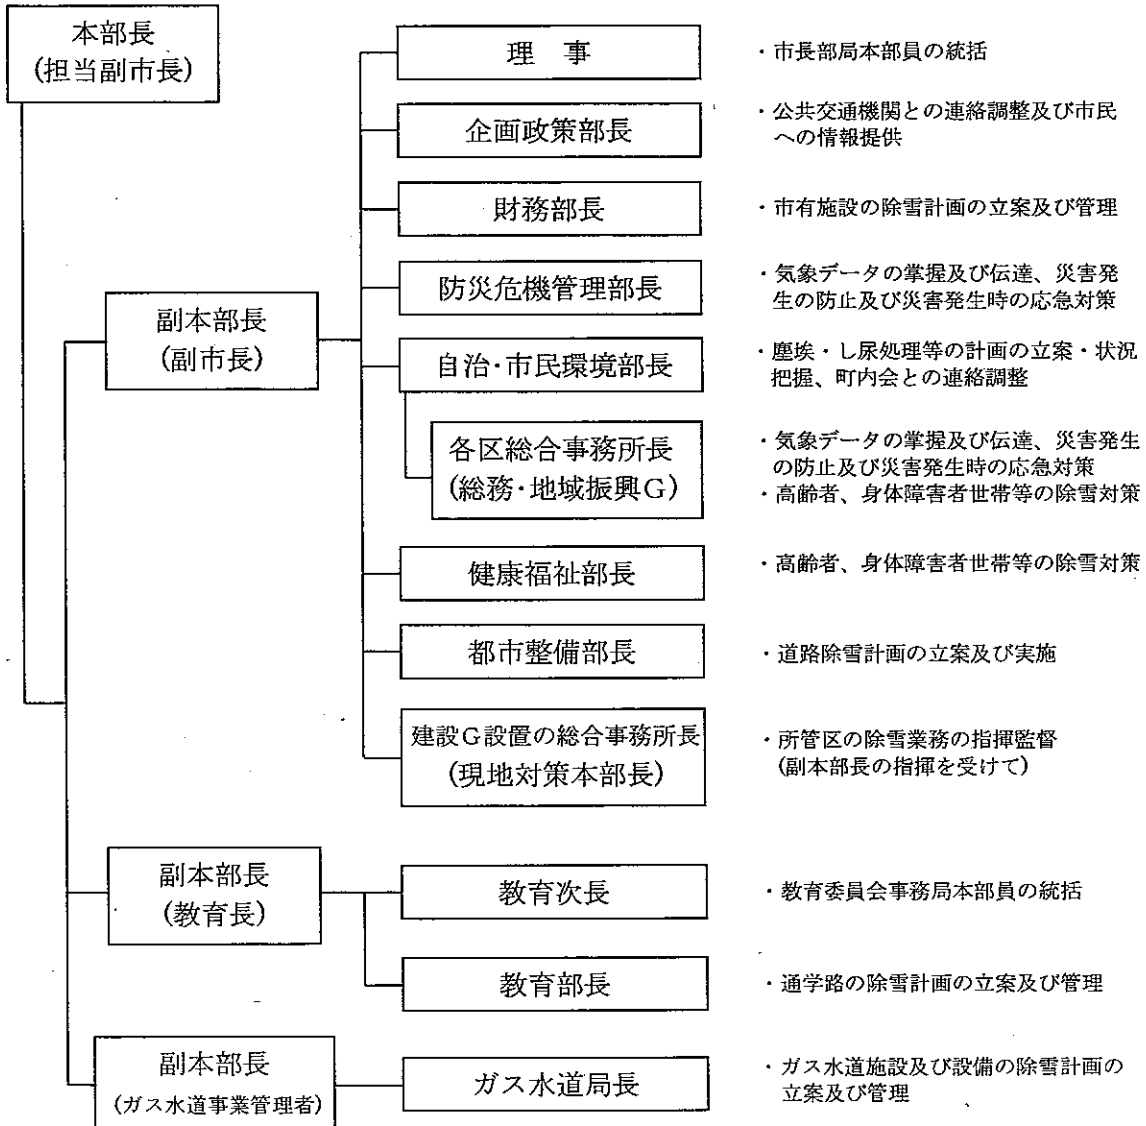 本部長
(担当副市長)
理 事
・市長部局本部員の統括
企画政策部長
・公共交通機関との連絡調整及び市民
への情報提供
財務部長
・市有施設の除雪計画の立案及び管理
副本部長
(副市長)
防災危機管理部長
・気象データの掌握及び伝達、災害発
生の防止及び災害発生時の応急対策
自治・市民環境部長
・塵埃・し尿処理等の計画の立案・状況
把握、町内会との連絡調整
各区総合事務所長
(総務・地域振興G)
・気象データの掌握及び伝達、災害発生
の防止及び災害発生時の応急対策
・高齢者、身体障害者世帯等の除雪対策
健康福祉部長
・高齢者、身体障害者世帯等の除雪対策
都市整備部長
・道路除雪計画の立案及び実施
建設G設置の総合事務所長
(現地対策本部長)
・所管区の除雪業務の指揮監督
(副本部長の指揮を受けて)
副本部長
(教育長)
教育次長
・教育委員会事務局本部員の統括
教育部長
・通学路の除雪計画の立案及び管理
副本部長
(ガス水道事業管理者)
ガス水道局長
・ガス水道施設及び設備の除雪計画の
立案及び管理